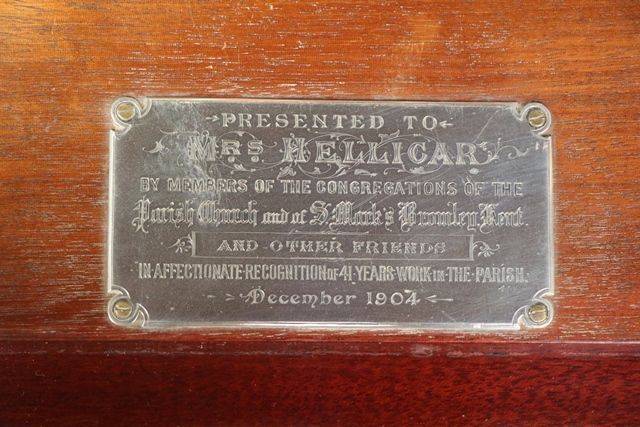 PRESENTED TO
MRS HELLICAR
BY MEMBERS OF THE CONGREGATIONS OF THE
Parish Church and of St Mark's Bromley, Kent.
AND OTHER FRIENDS
IN AFFECTIONATE RECOGNITION OF 41 YEARS WORK IN THE PARISH.
December 1904